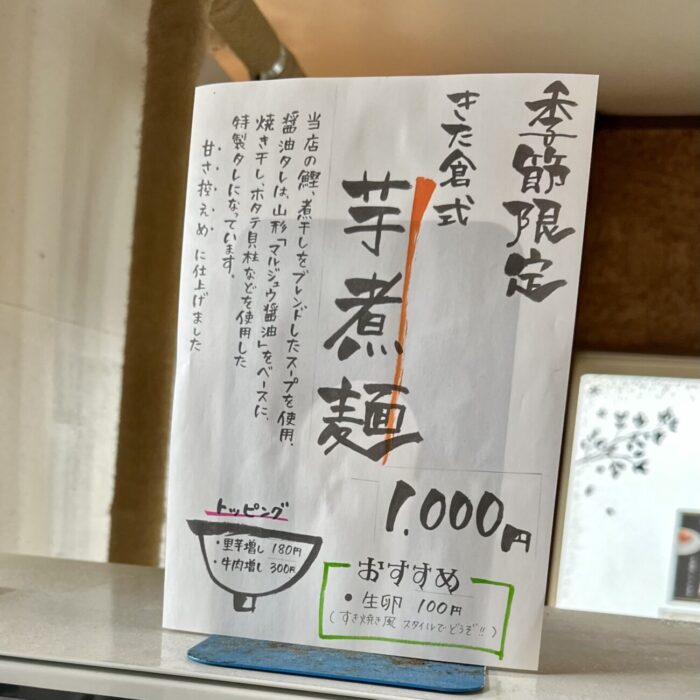 季節限定
きた倉式
芋煮麺
1,000円
当店の鰹、煮干しをブレンドしたスープを使用、
醤油タレは、山形「マルジュウ醤油」をベースに、
焼き干し、ホタテ貝柱などを使用した
特製タレになっています。
甘さ控えめ に仕上げました
トッピング
・里芋増し 180円
・牛肉増し 300円
おすすめ
・生卵 100円
(すき焼き風 スタイルでどうぞ!!)